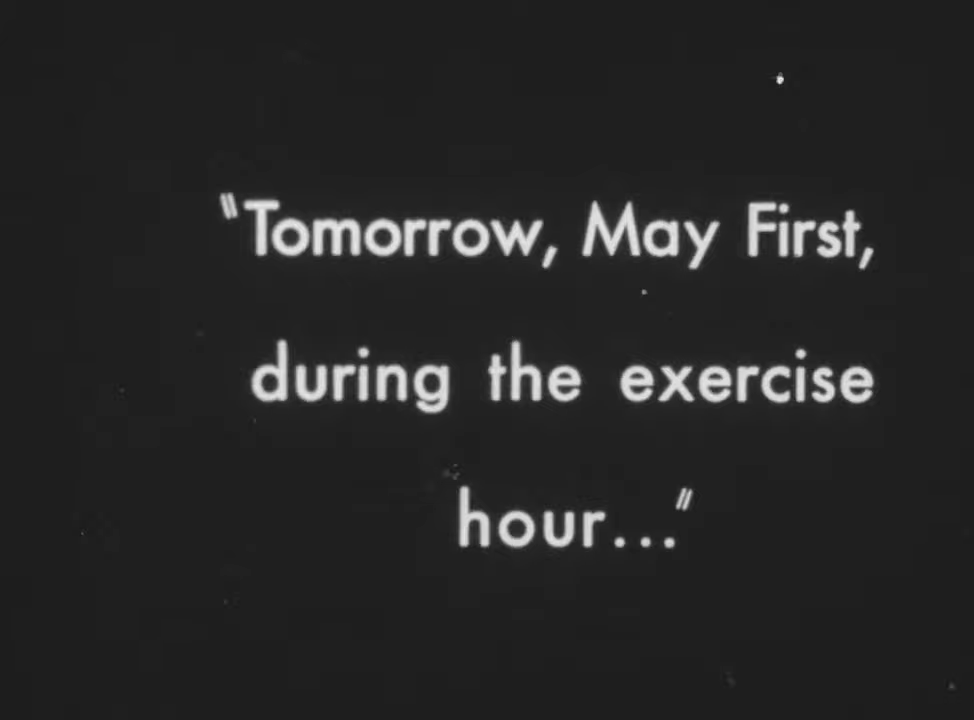 "Tomorrow, May First,
during the exercise
hour..."